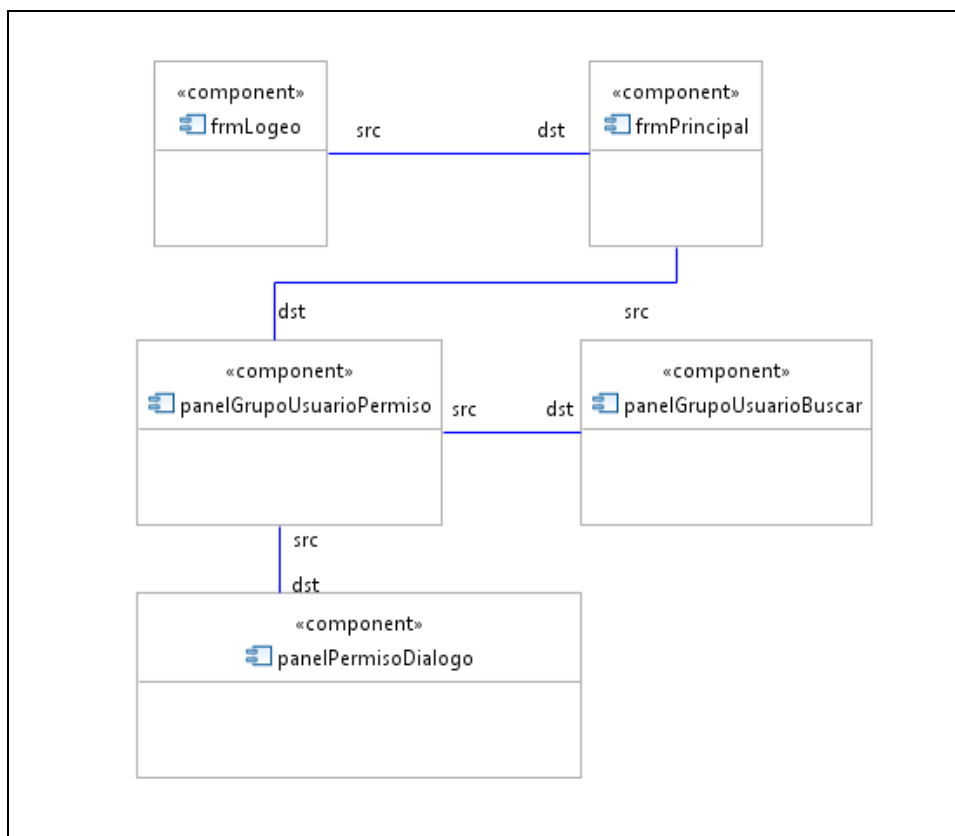 «component»
frmLogeo
src
dst
«component»
frmPrincipal
dst
src
«component»
panelGrupoUsuarioPermiso
src
dst
«component»
panelGrupoUsuarioBuscar
src
dst
«component»
panelPermisoDialogo